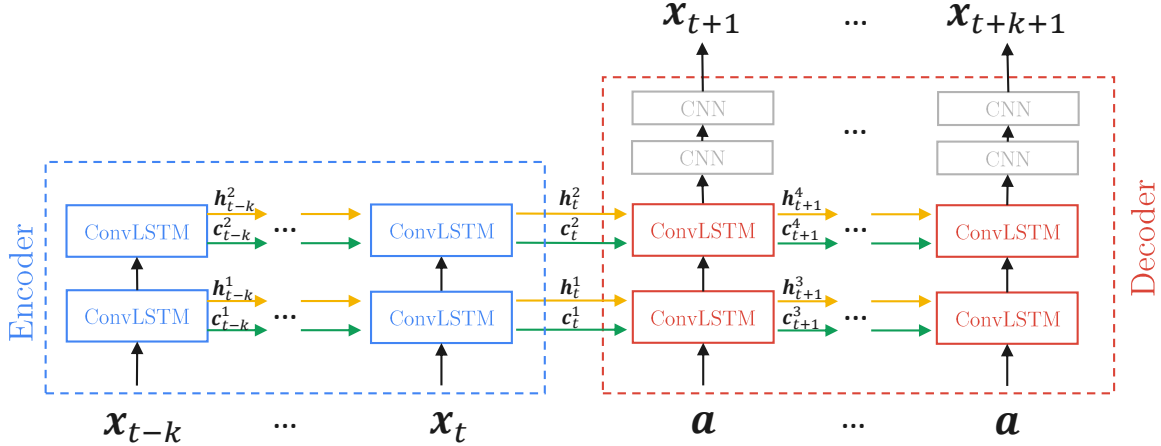 x_{t+1} ... x_{t+k+1}
CNN CNN
...
CNN CNN
Encoder
h^2_{t-k} h^2_t h^4_{t+1}
ConvLSTM ... ConvLSTM ConvLSTM ... ConvLSTM
c^2_{t-k} c^2_t c^4_{t+1}
h^1_{t-k} h^1_t h^3_{t+1}
ConvLSTM ... ConvLSTM ConvLSTM ... ConvLSTM
c^1_{t-k} c^1_t c^3_{t+1}
Decoder
x_{t-k} ... x_t a ... a